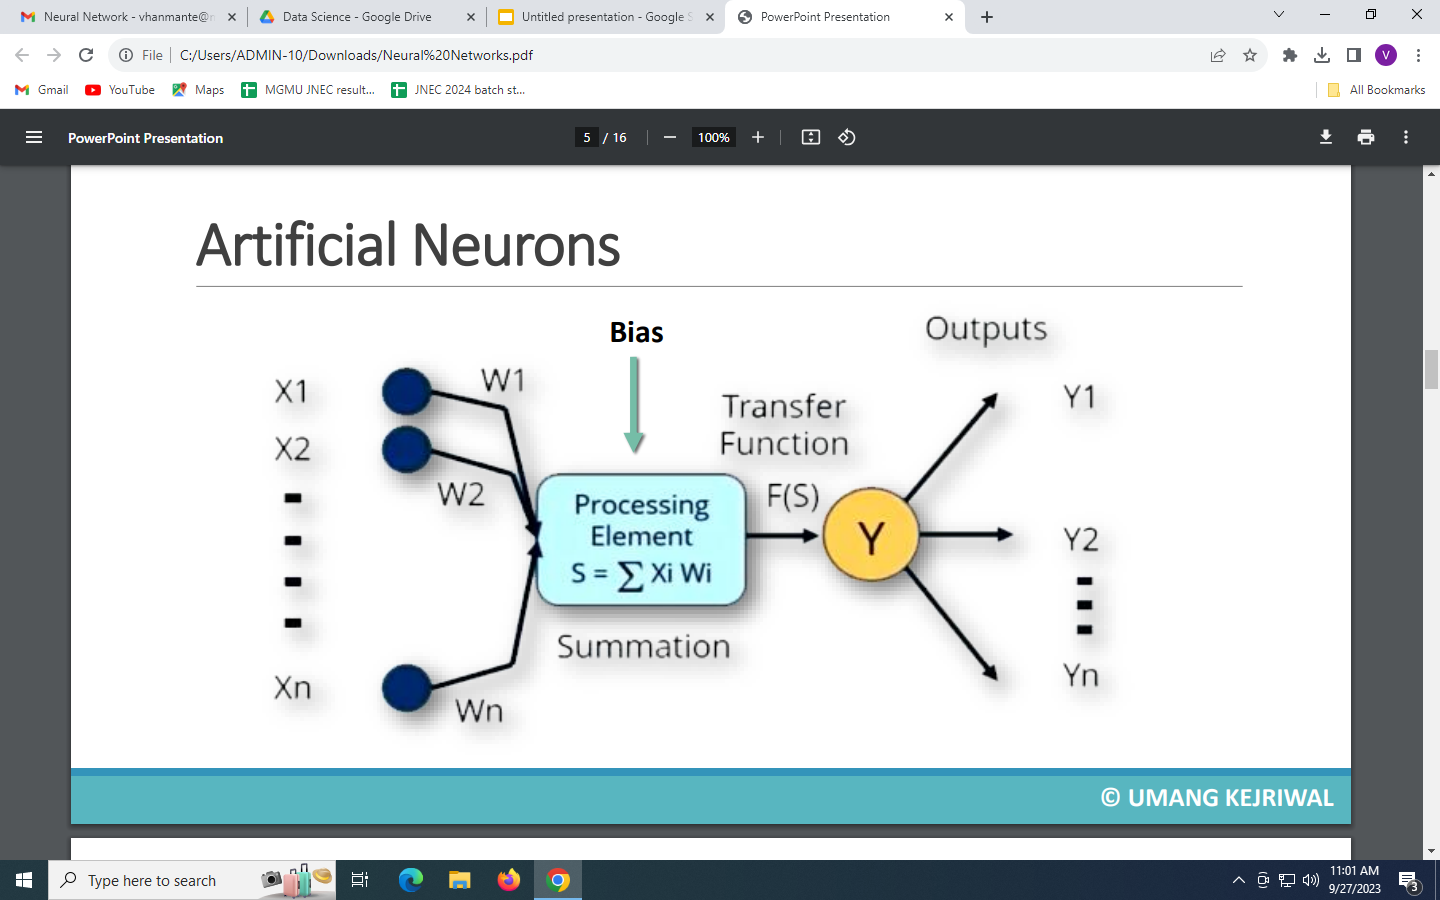 Neural Network - vhanmante@
Data Science - Google Drive
Untitled presentation - Google S
PowerPoint Presentation
File
C:/Users/ADMIN-10/Downloads/Neural%20Networks.pdf
V
Gmail
YouTube
Maps
MGMU JNEC result...
JNEC 2024 batch st...
All Bookmarks
PowerPoint Presentation
5 / 16
100%
Artificial Neurons
Bias
Outputs
X1
W1
Y1
Transfer
Function
X2
W2
F(S)
Processing
Element
S = ∑ Xi Wi
Y
Y2
Summation
Xn
Wn
Yn
© UMANG KEJRIWAL
Type here to search
11:01 AM
9/27/2023
3